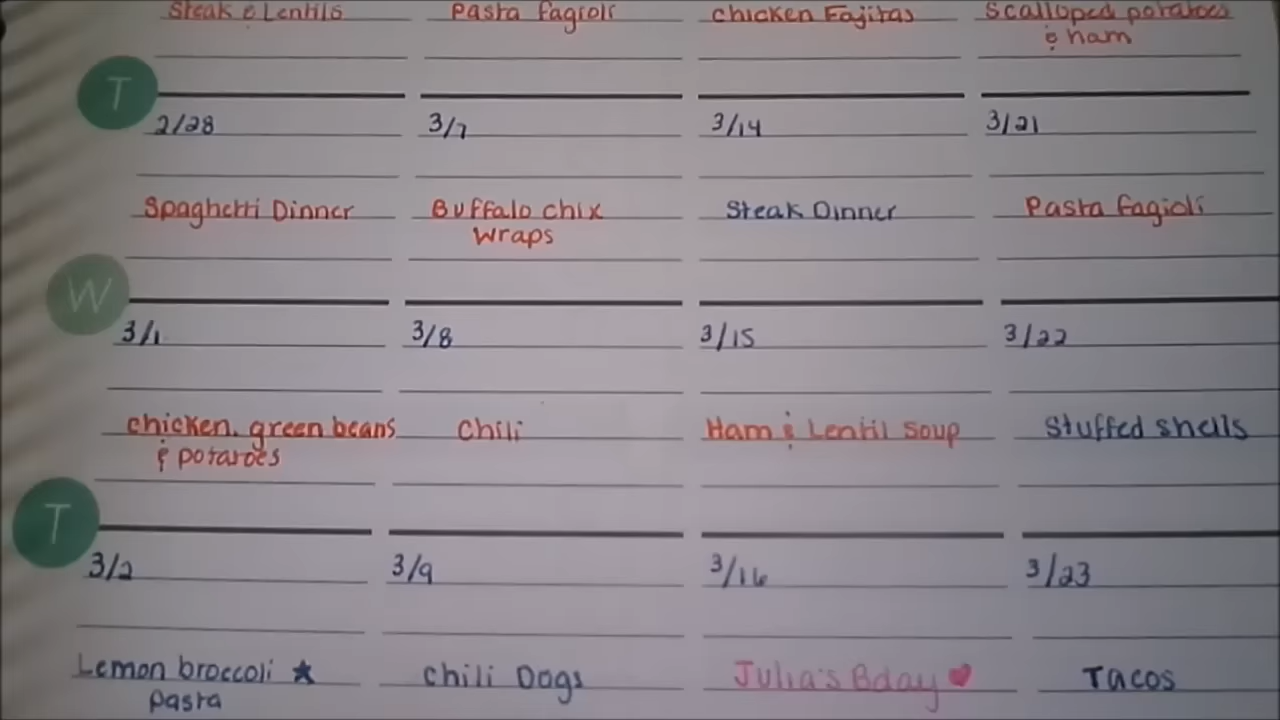 Steak & Lentils
Pasta fagioli
Chicken Fajitas
Scalloped potatoes
& ham
T
2/28
3/7
3/14
3/21
Spaghetti Dinner
Buffalo chix
wraps
Steak Dinner
Pasta fagioli
W
3/1
3/8
3/15
3/22
chicken, green beans
& potatoes
Chili
Ham & Lentil Soup
Stuffed shells
T
3/2
3/9
3/16
3/23
Lemon broccoli ★
pasta
Chili Dogs
Julia's Bday ♥
Tacos